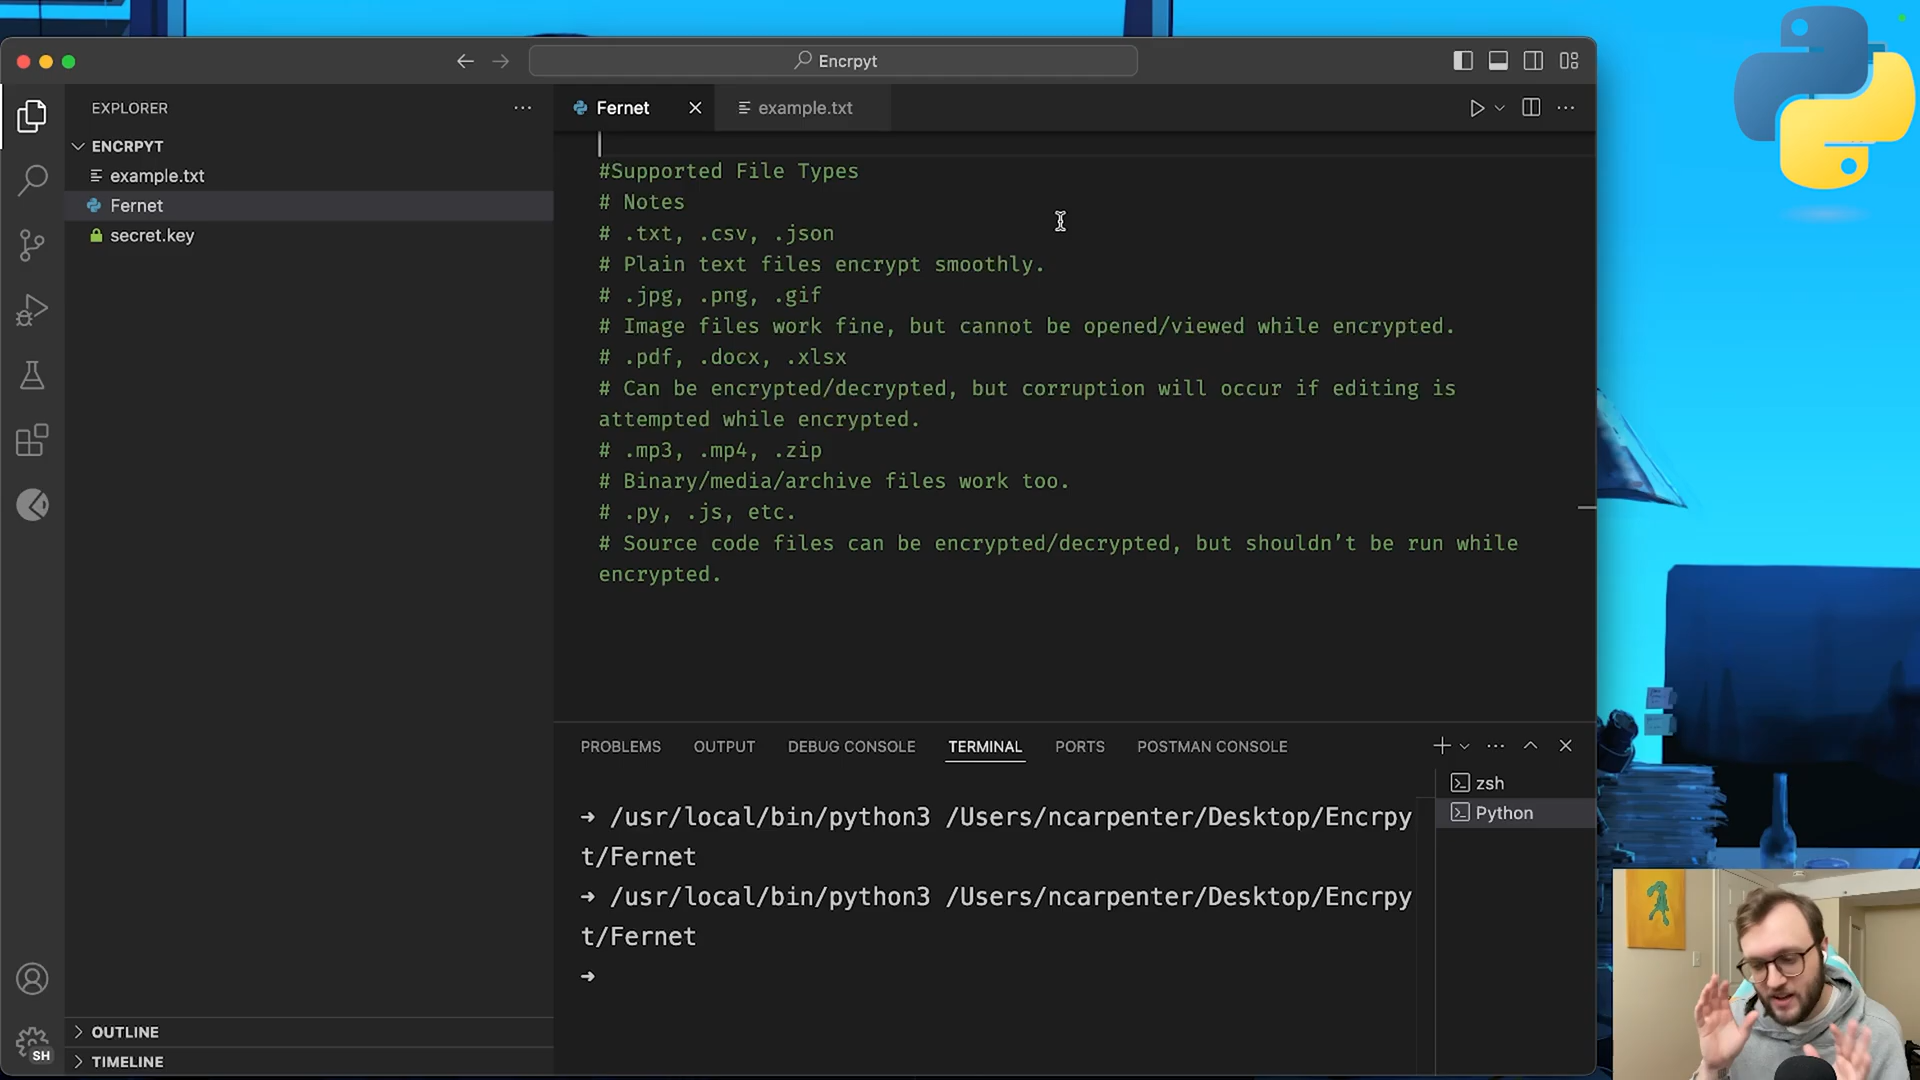 Encrpyt
EXPLORER
ENCRPYT
example.txt
Fernet
secret.key
OUTLINE
TIMELINE
SH
Fernet
example.txt
#Supported File Types
# Notes
# .txt, .csv, .json
# Plain text files encrypt smoothly.
# .jpg, .png, .gif
# Image files work fine, but cannot be opened/viewed while encrypted.
# .pdf, .docx, .xlsx
# Can be encrypted/decrypted, but corruption will occur if editing is
attempted while encrypted.
# .mp3, .mp4, .zip
# Binary/media/archive files work too.
# .py, .js, etc.
# Source code files can be encrypted/decrypted, but shouldn’t be run while
encrypted.
PROBLEMS OUTPUT DEBUG CONSOLE TERMINAL PORTS POSTMAN CONSOLE
➜ /usr/local/bin/python3 /Users/ncarpenter/Desktop/Encrpy
t/Fernet
➜ /usr/local/bin/python3 /Users/ncarpenter/Desktop/Encrpy
t/Fernet
➜
zsh
Python